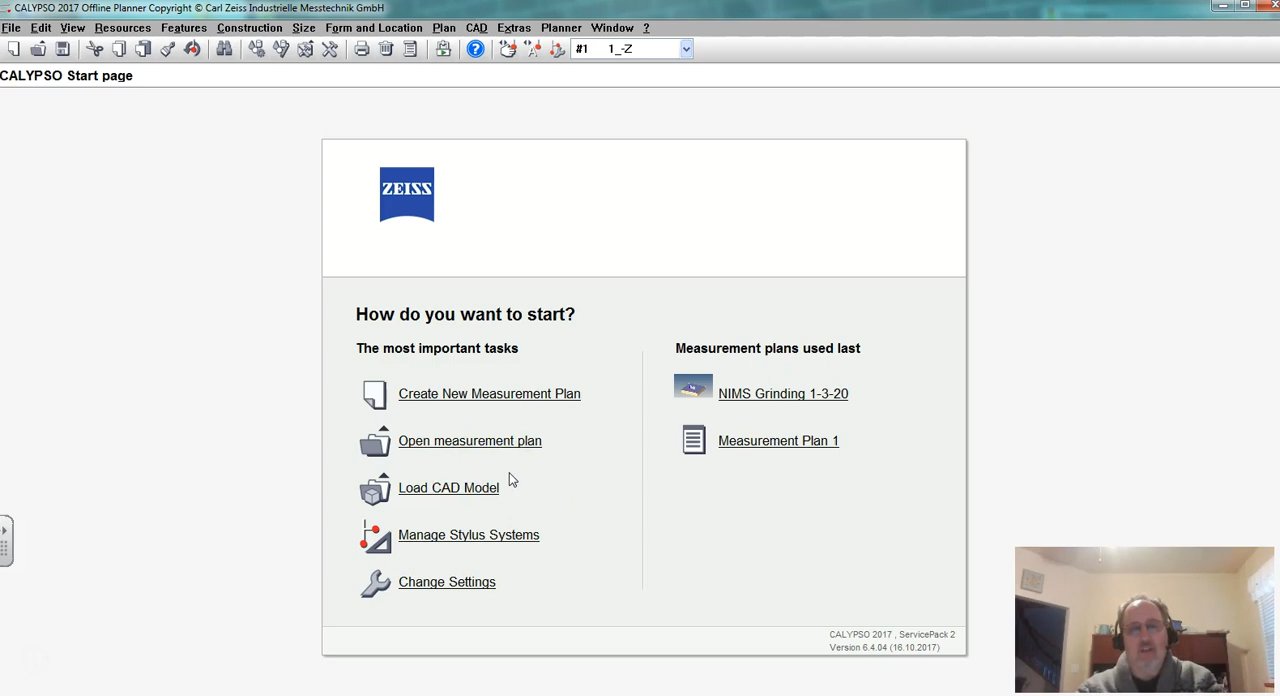 CALYPSO 2017 Offline Planner Copyright © Carl Zeiss Industrielle Messtechnik GmbH
File Edit View Resources Features Construction Size Form and Location Plan CAD Extras Planner Window ?
#1 1_-Z
CALYPSO Start page
ZEISS
How do you want to start?
The most important tasks
Measurement plans used last
Create New Measurement Plan
NIMS Grinding 1-3-20
Open measurement plan
Measurement Plan 1
Load CAD Model
Manage Stylus Systems
Change Settings
CALYPSO 2017 , ServicePack 2
Version 6.4.04 (16.10.2017)